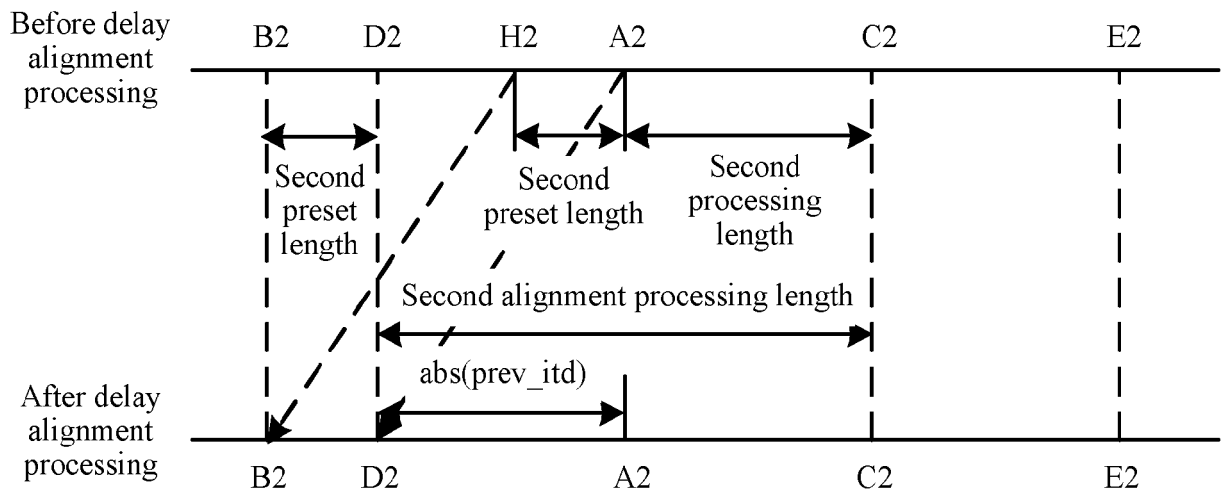 Before delay
alignment
processing
B2 D2 H2 A2 C2 E2
Second
preset
length
Second
preset length
Second
processing
length
Second alignment processing length
abs(prev_itd)
After delay
alignment
processing
B2 D2 A2 C2 E2